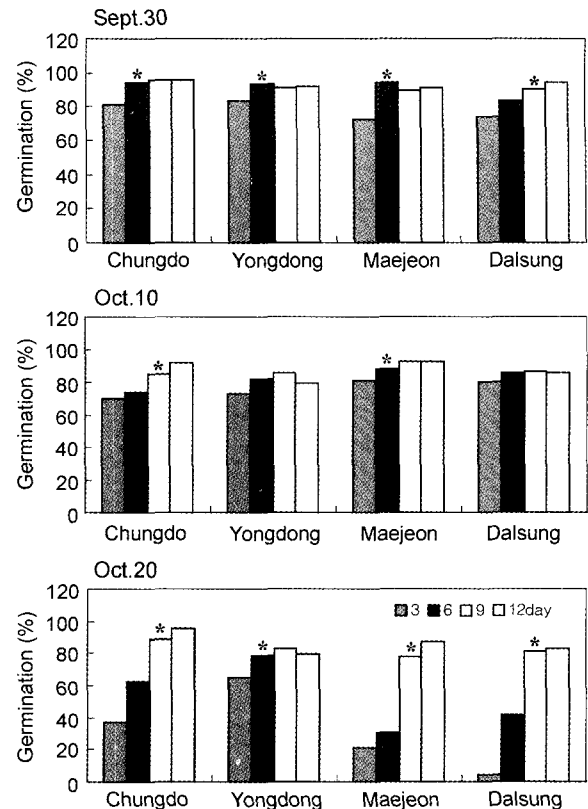 Sept.30
120
100
80
60
40
20
0
Germination (%)
* * * *
Chungdo Yongdong Maejeon Dalsung
Oct.10
120
100
80
60
40
20
0
Germination (%)
* *
Chungdo Yongdong Maejeon Dalsung
Oct.20
120
100
80
60
40
20
0
Germination (%)
3 6 9 12day
* * * *
Chungdo Yongdong Maejeon Dalsung